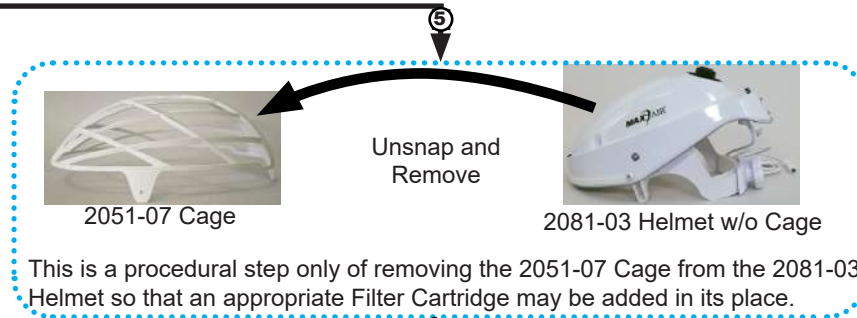 5
Unsnap and
Remove
MAX AIR
2051-07 Cage
2081-03 Helmet w/o Cage
This is a procedural step only of removing the 2051-07 Cage from the 2081-03
Helmet so that an appropriate Filter Cartridge may be added in its place.